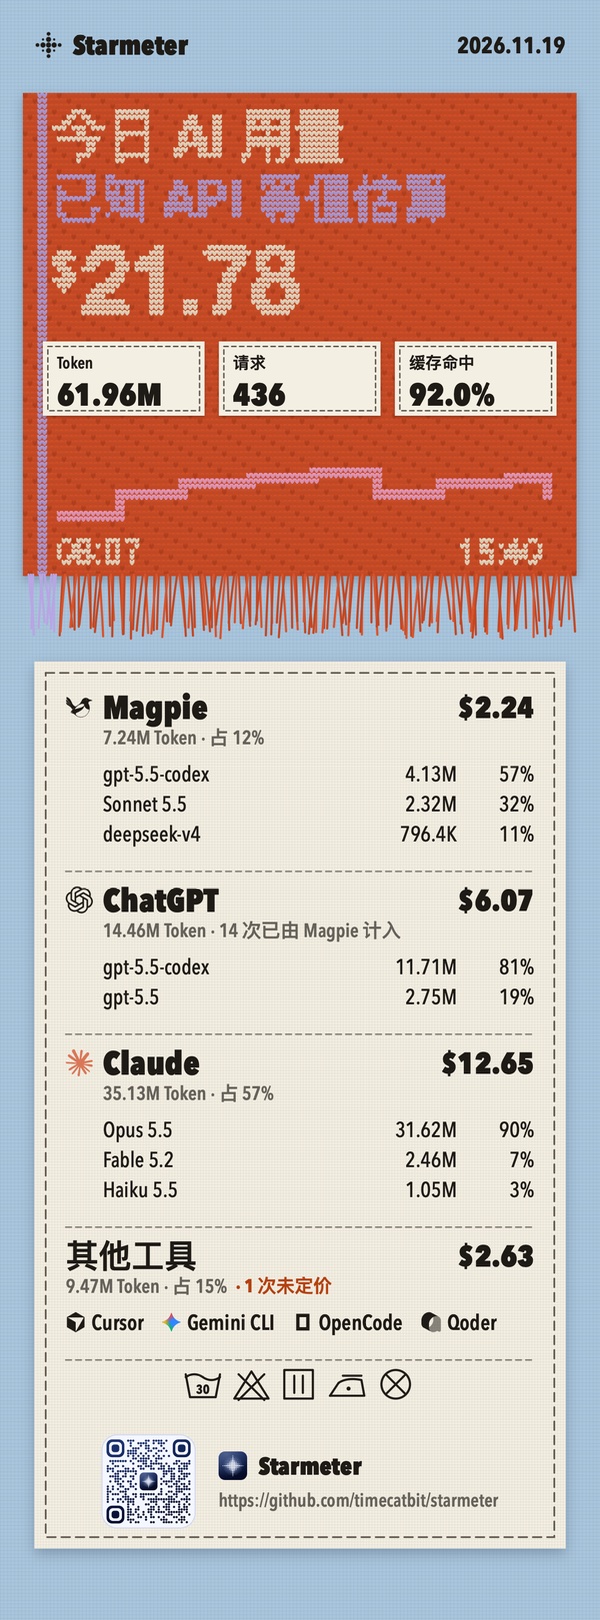 Starmeter
2026.11.19
今日 AI 用量
已知 API 等值估算
$21.78
Token
61.96M
请求
436
缓存命中
92.0%
08:07
15:40
Magpie
$2.24
7.24M Token · 占 12%
gpt-5.5-codex 4.13M 57%
Sonnet 5.5 2.32M 32%
deepseek-v4 796.4K 11%
ChatGPT
$6.07
14.46M Token · 14 次已由 Magpie 计入
gpt-5.5-codex 11.71M 81%
gpt-5.5 2.75M 19%
Claude
$12.65
35.13M Token · 占 57%
Opus 5.5 31.62M 90%
Fable 5.2 2.46M 7%
Haiku 5.5 1.05M 3%
其他工具
$2.63
9.47M Token · 占 15% · 1 次未定价
Cursor Gemini CLI OpenCode Qoder
30
Starmeter
https://github.com/timecatbit/starmeter